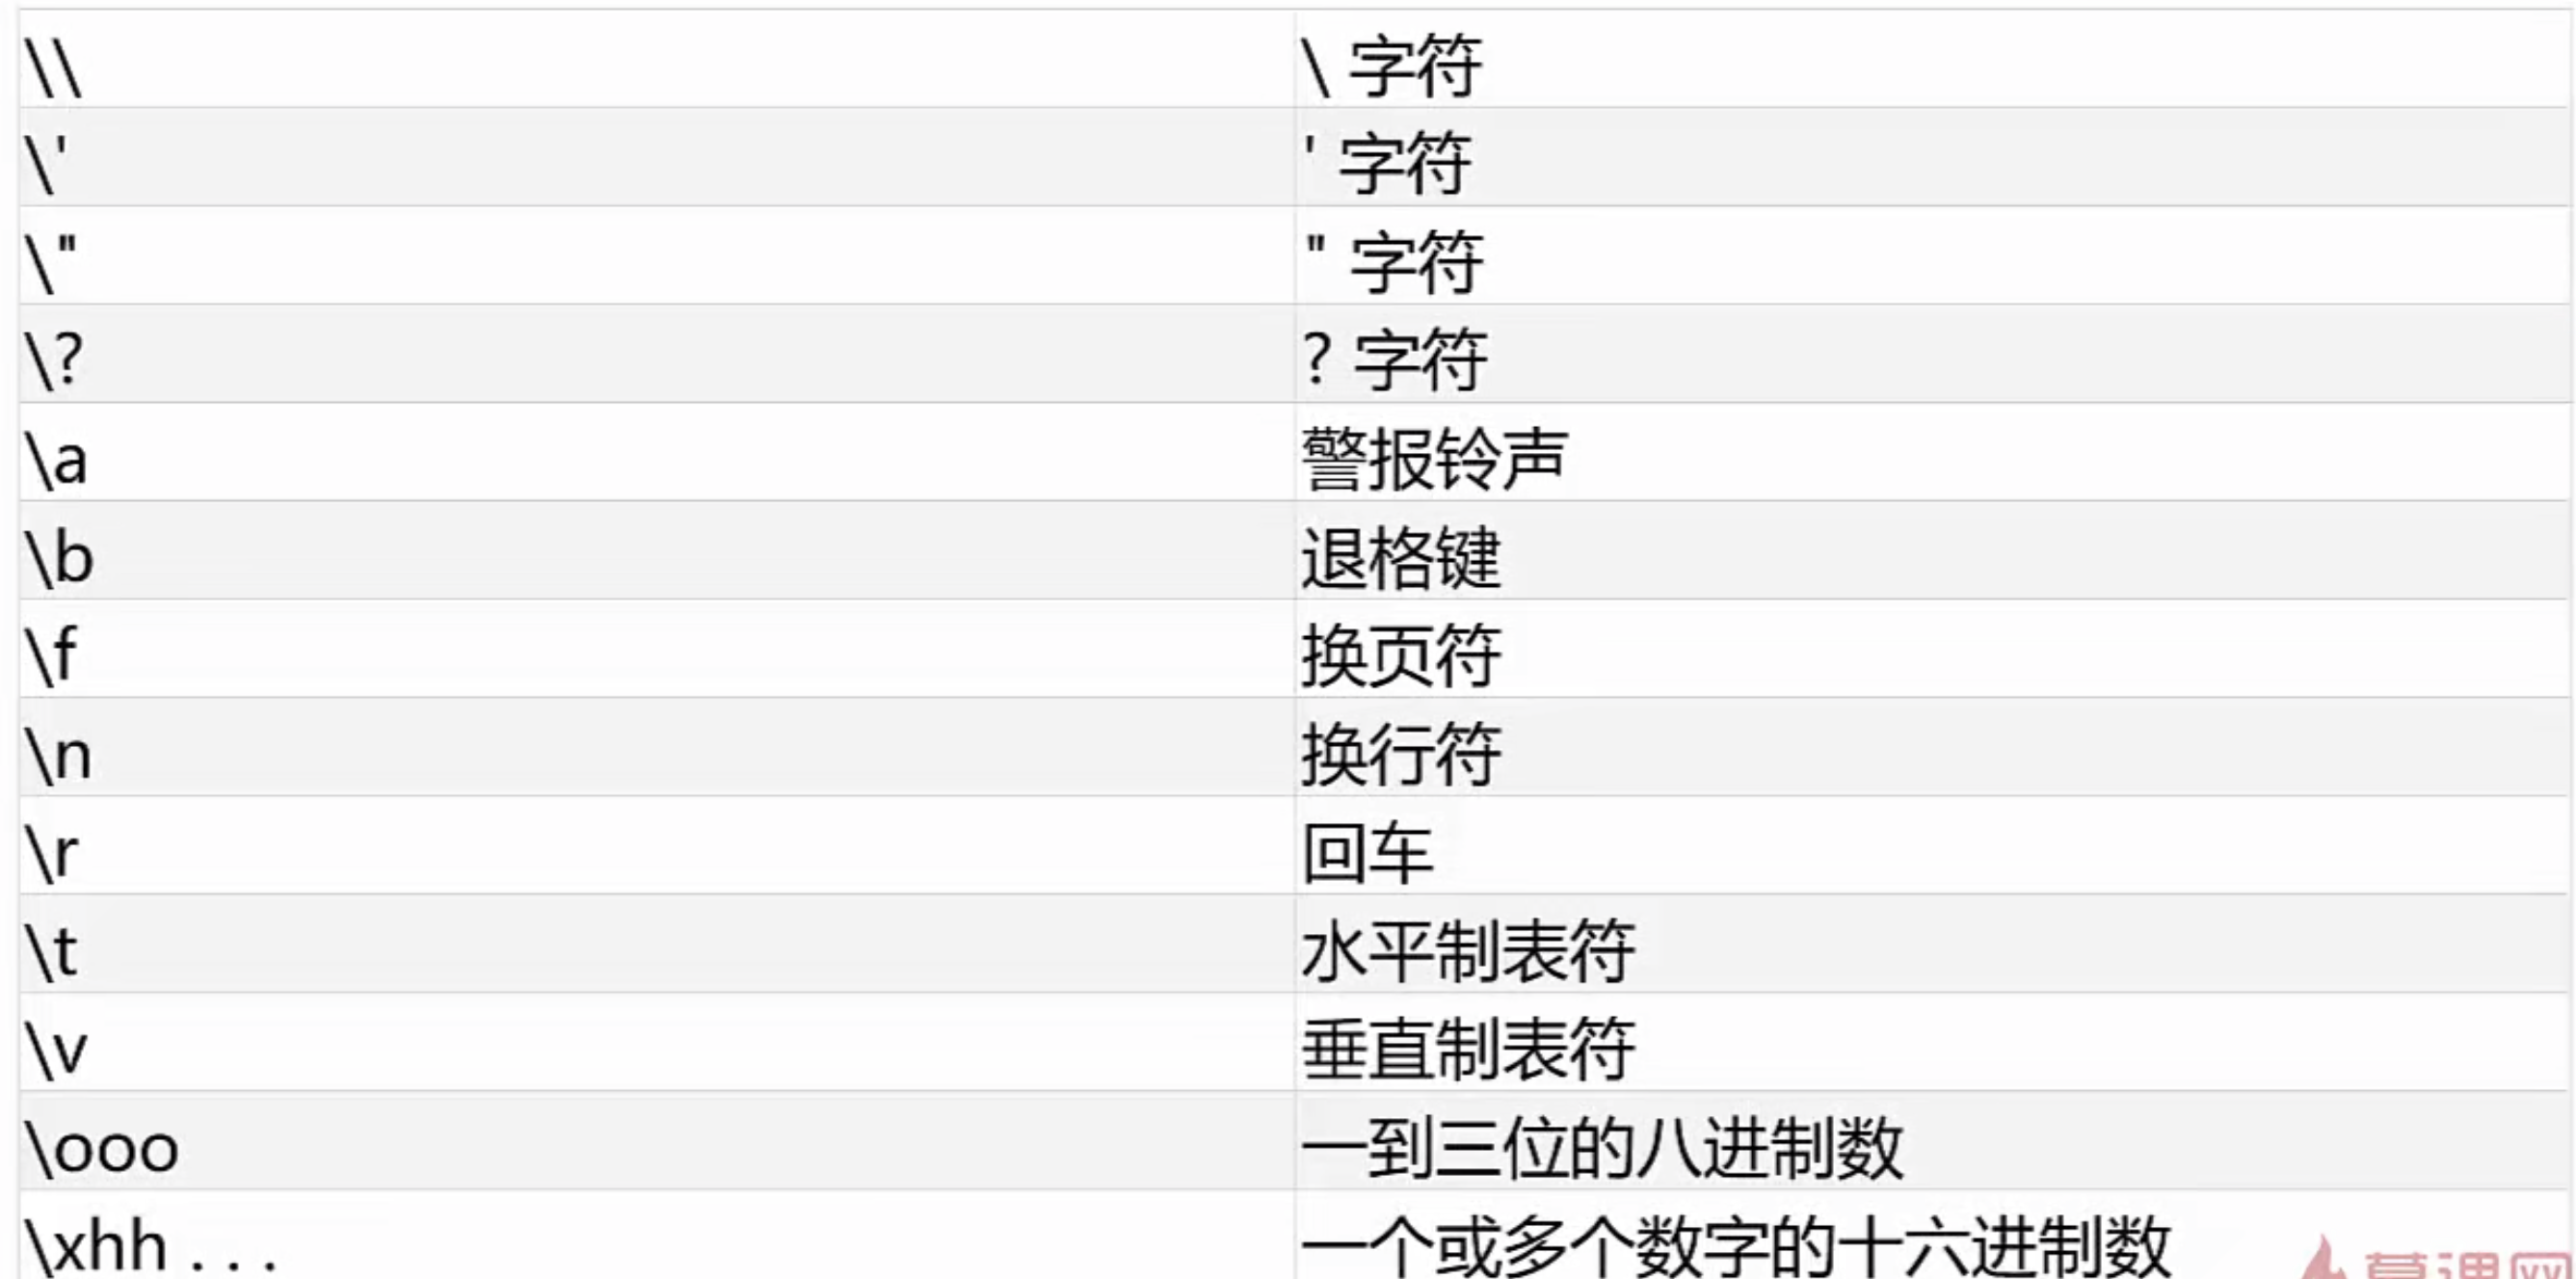 \\ \ 字符
\' ' 字符
\" " 字符
\? ? 字符
\a 警报铃声
\b 退格键
\f 换页符
\n 换行符
\r 回车
\t 水平制表符
\v 垂直制表符
\ooo 一到三位的八进制数
\xhh . . . 一个或多个数字的十六进制数
慕课网